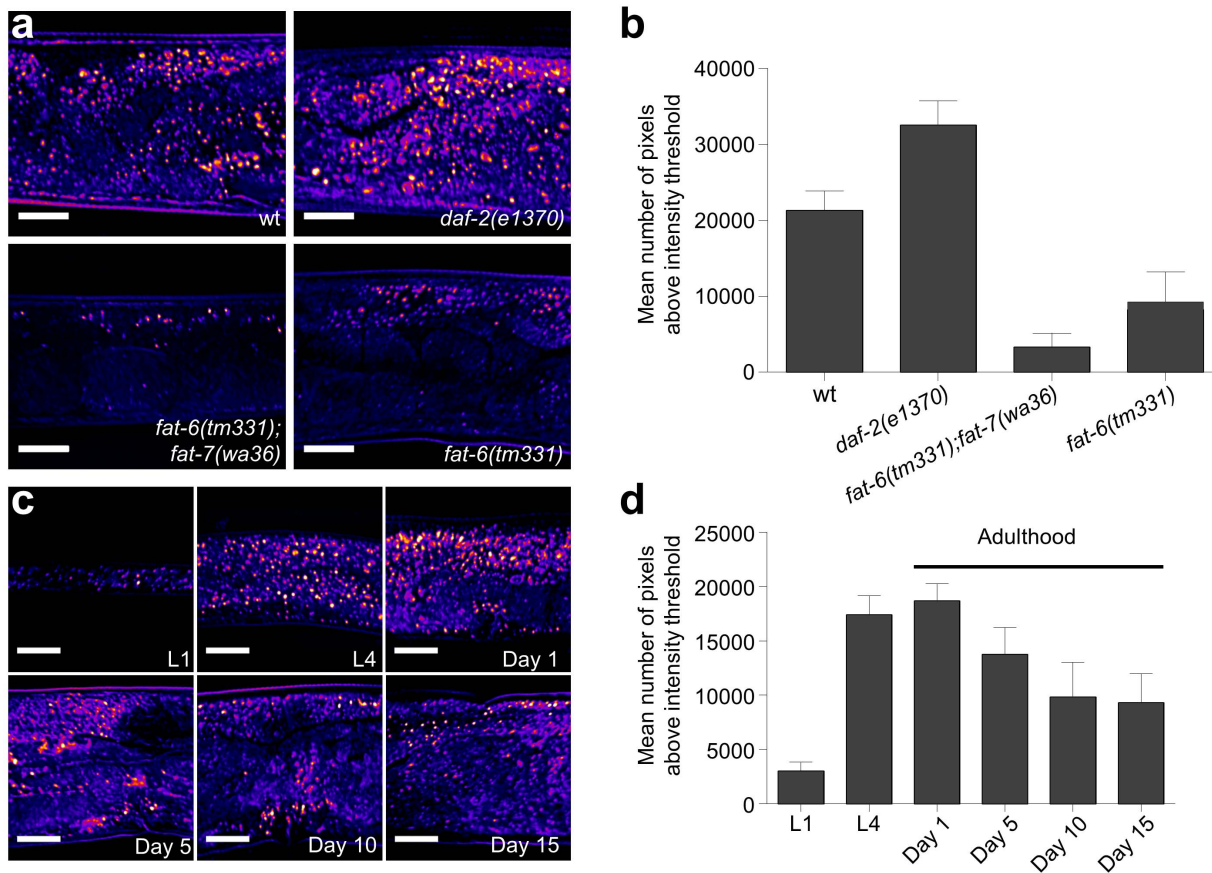 a
wt
daf-2(e1370)
fat-6(tm331);
fat-7(wa36)
fat-6(tm331)
b
Mean number of pixels
above intensity threshold
40000
30000
20000
10000
0
wt
daf-2(e1370)
fat-6(tm331);fat-7(wa36)
fat-6(tm331)
c
L1
L4
Day 1
Day 5
Day 10
Day 15
d
Mean number of pixels
above intensity threshold
25000
20000
15000
10000
5000
0
Adulthood
L1
L4
Day 1
Day 5
Day 10
Day 15